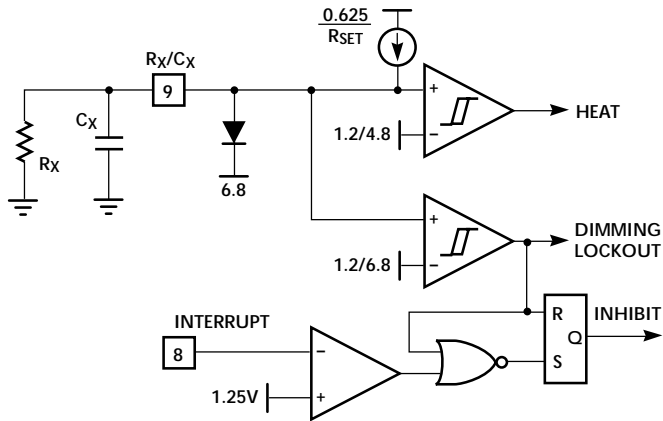 0.625
RSET
RX/CX
9
+
HEAT
CX
1.2/4.8
−
RX
6.8
+
DIMMING
LOCKOUT
1.2/6.8
−
INTERRUPT
R
INHIBIT
Q
8
−
S
1.25V
+